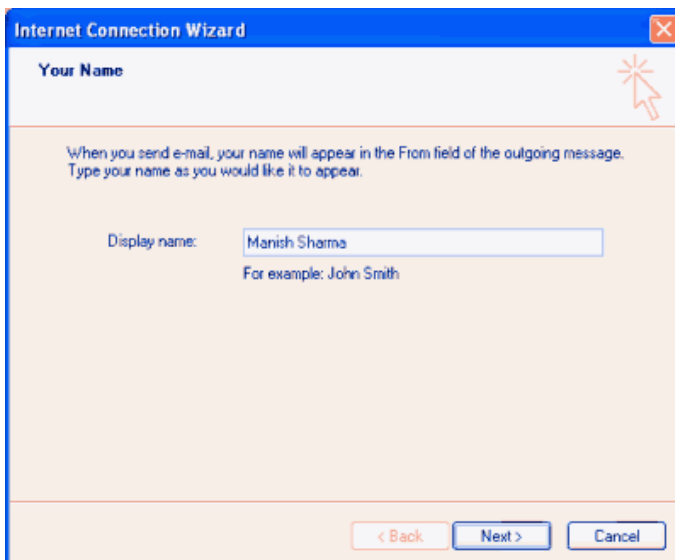 Internet Connection Wizard
Your Name
When you send e-mail, your name will appear in the From field of the outgoing message.
Type your name as you would like it to appear.
Display name: Manish Sharma
For example: John Smith
< Back Next > Cancel